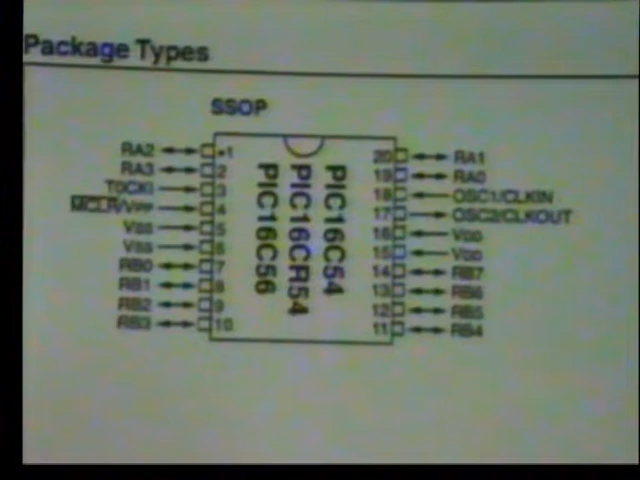 Package Types
SSOP
RA2 1 20 RA1
RA3 2 19 RA0
T0CKI 3 18 OSC1/CLKIN
MCLR/VPP 4 17 OSC2/CLKOUT
VSS 5 16 VDD
VSS 6 15 VDD
RB0 7 14 RB7
RB1 8 13 RB6
RB2 9 12 RB5
RB3 10 11 RB4
PIC16C54
PIC16CR54
PIC16C56